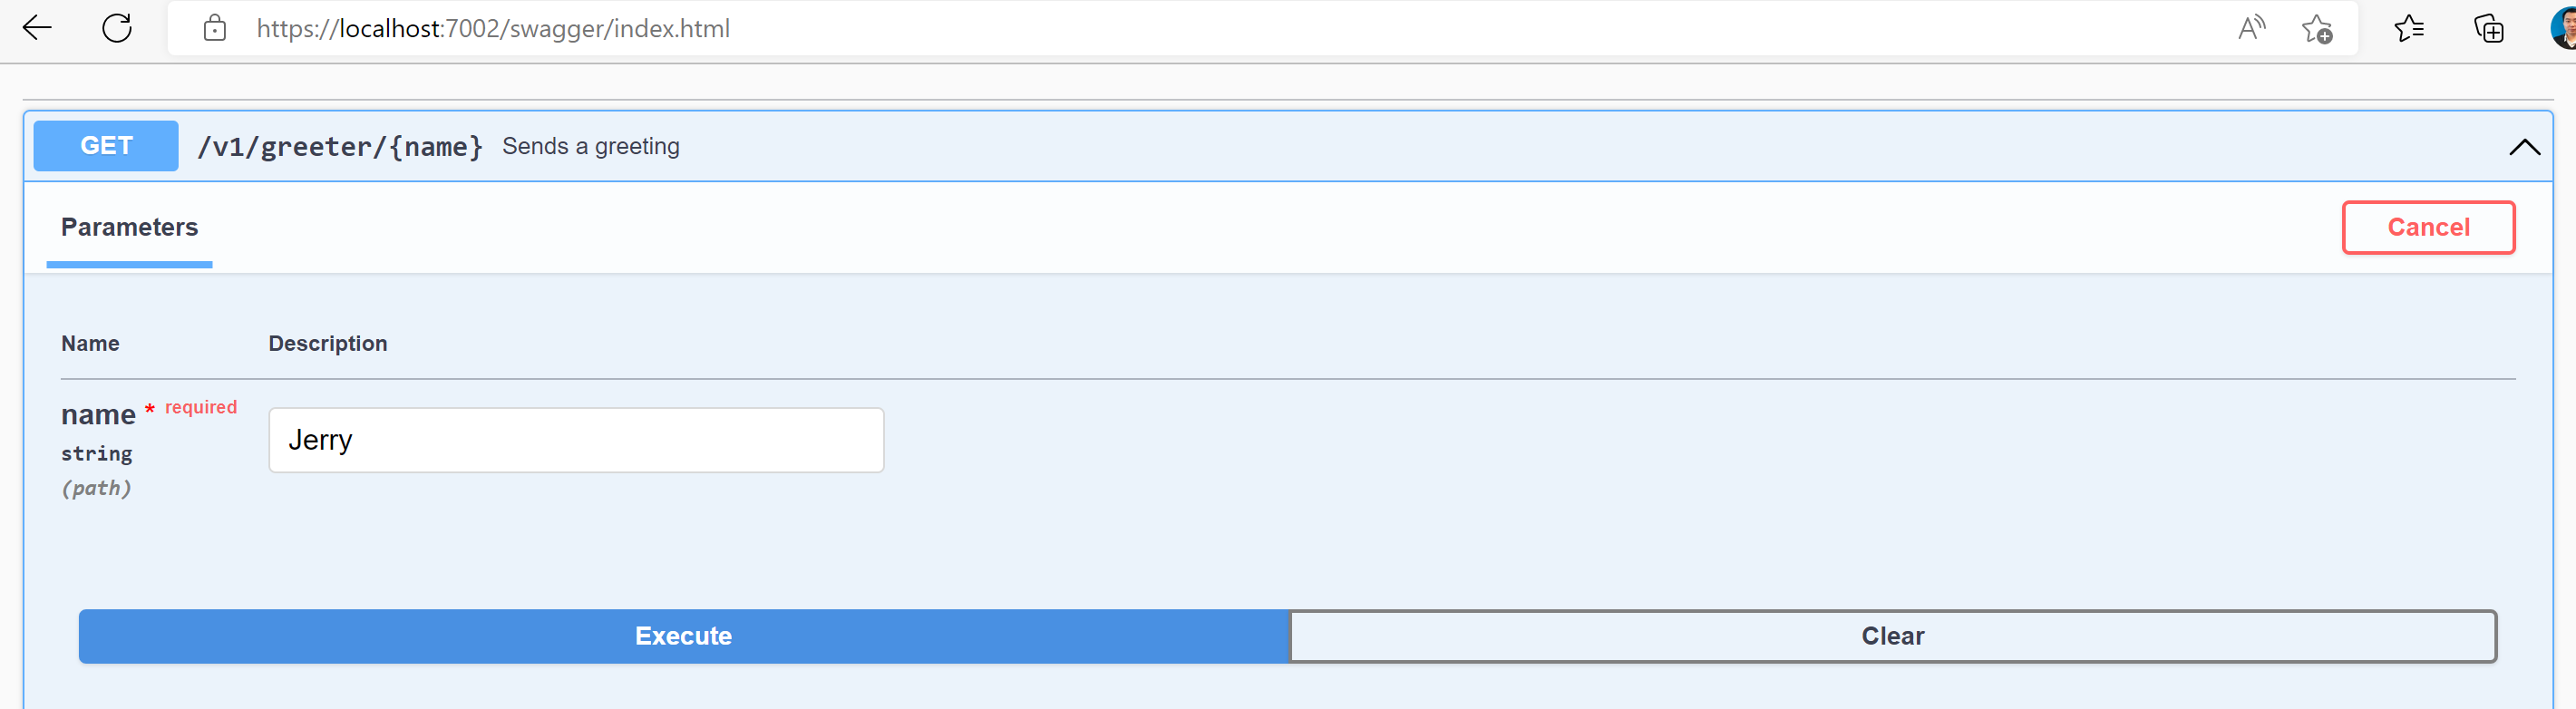 https://localhost:7002/swagger/index.html
GET /v1/greeter/{name} Sends a greeting
Parameters
Cancel
Name Description
name * required
string
(path)
Jerry
Execute
Clear